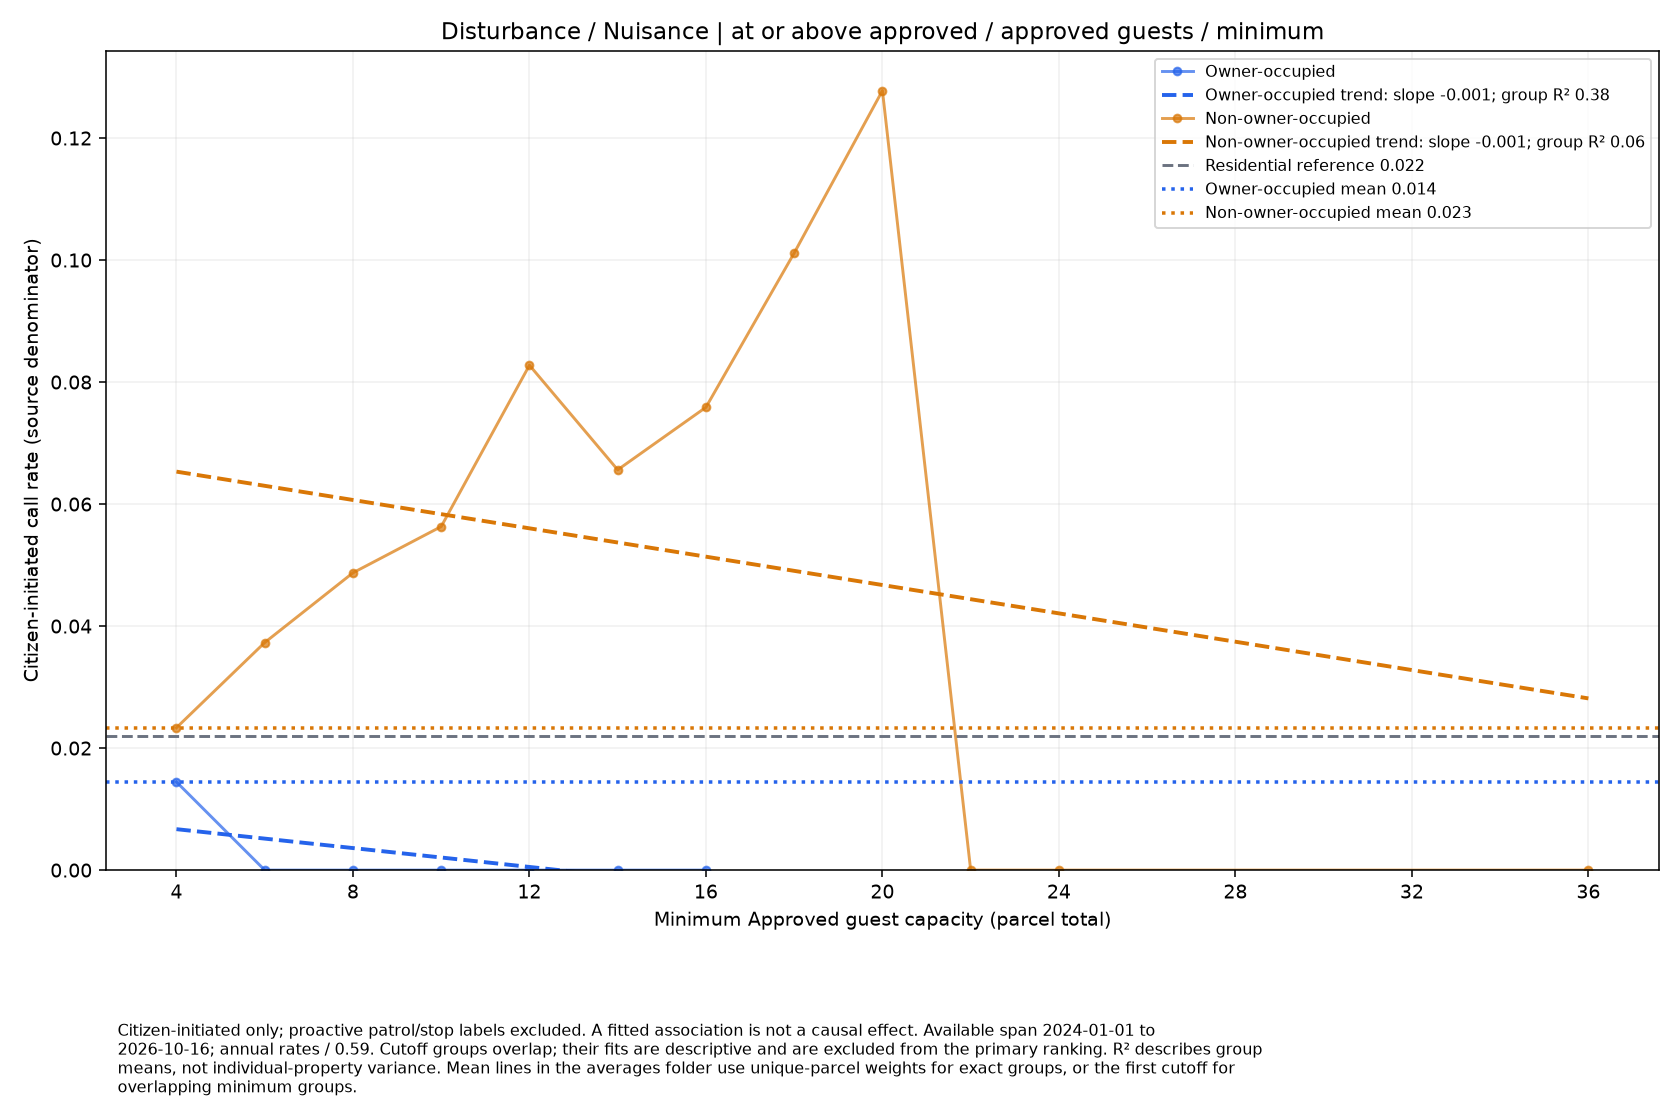 Disturbance / Nuisance | at or above approved / approved guests / minimum
Owner-occupied
Owner-occupied trend: slope -0.001; group R² 0.38
Non-owner-occupied
Non-owner-occupied trend: slope -0.001; group R² 0.06
Residential reference 0.022
Owner-occupied mean 0.014
Non-owner-occupied mean 0.023
Citizen-initiated call rate (source denominator)
0.12
0.10
0.08
0.06
0.04
0.02
0.00
4 8 12 16 20 24 28 32 36
Minimum Approved guest capacity (parcel total)
Citizen-initiated only; proactive patrol/stop labels excluded. A fitted association is not a causal effect. Available span 2024-01-01 to
2026-10-16; annual rates / 0.59. Cutoff groups overlap; their fits are descriptive and are excluded from the primary ranking. R² describes group
means, not individual-property variance. Mean lines in the averages folder use unique-parcel weights for exact groups, or the first cutoff for
overlapping minimum groups.